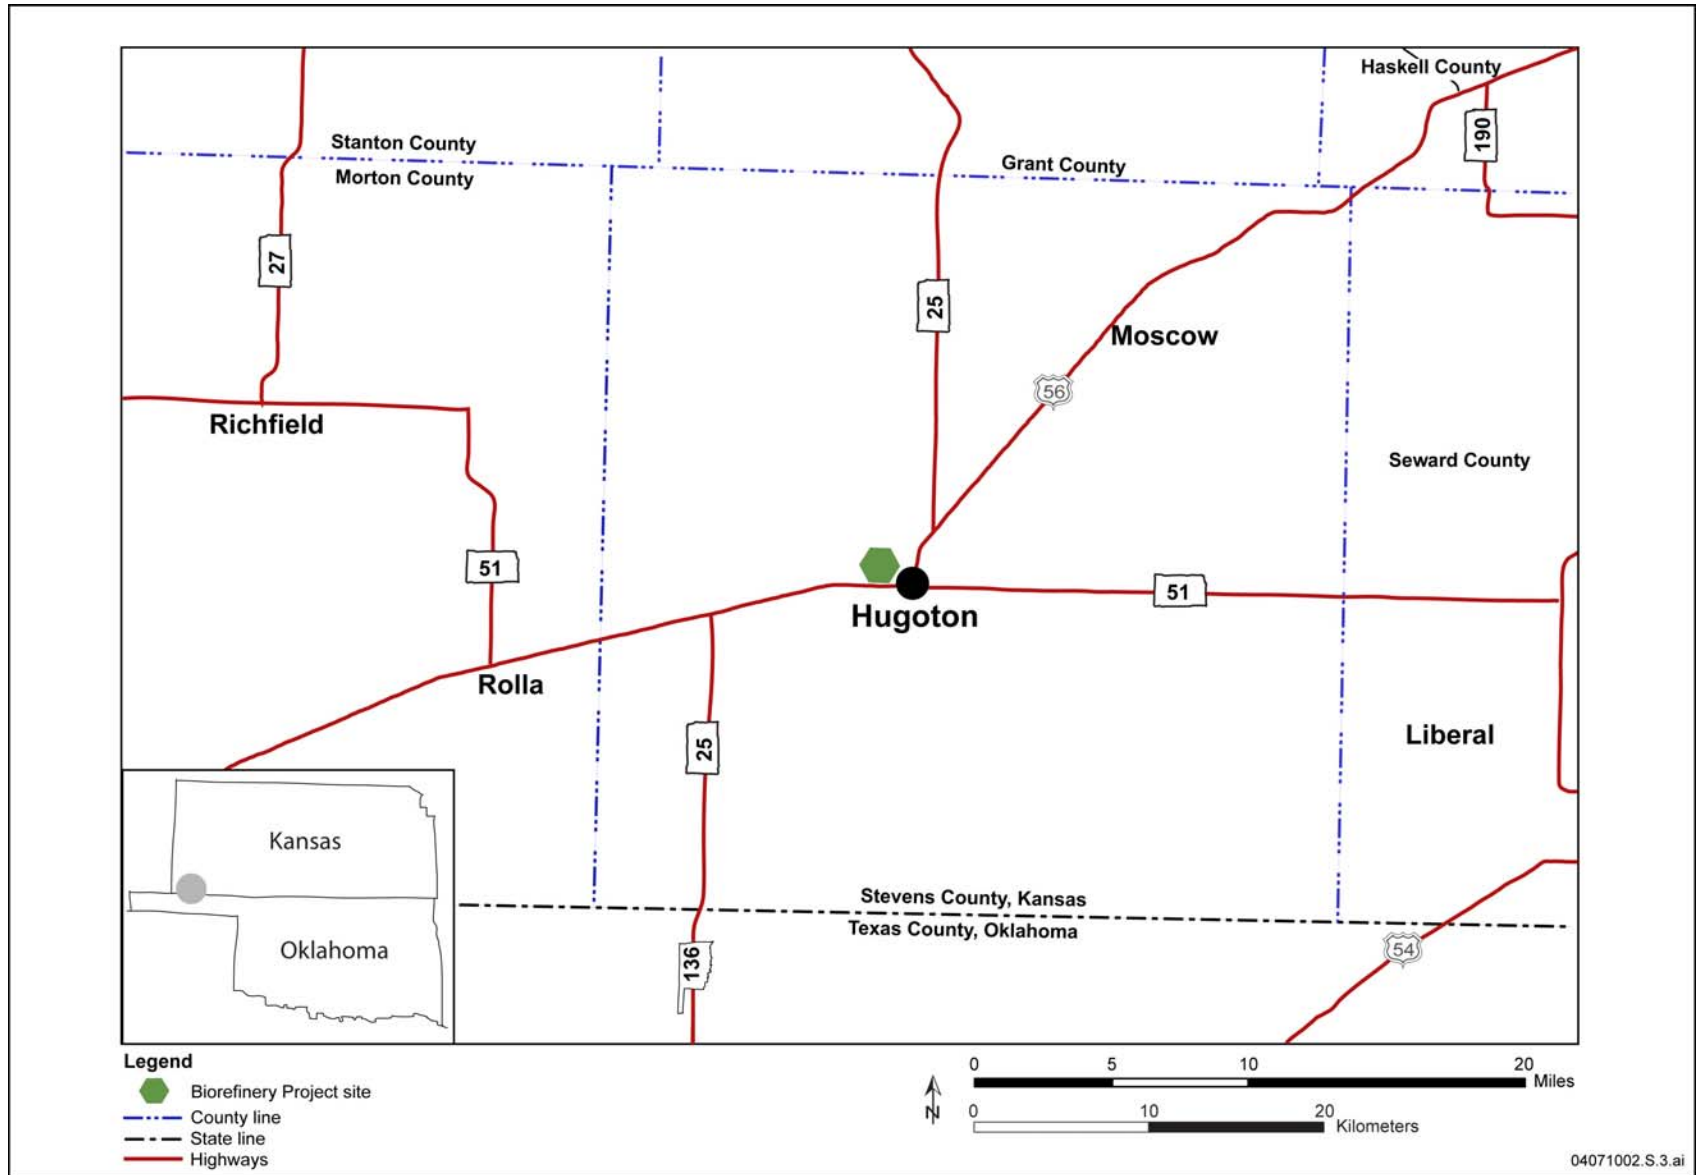 Haskell County
190
Stanton County
Morton County
Grant County
27
25
Moscow
56
Richfield
Seward County
51
51
Hugoton
Rolla
25
Liberal
Kansas
Stevens County, Kansas
Texas County, Oklahoma
Oklahoma
136
54
Legend
Biorefinery Project site
County line
State line
Highways
N
0 5 10 20
Miles
0 10 20
Kilometers
04071002.S.3.ai